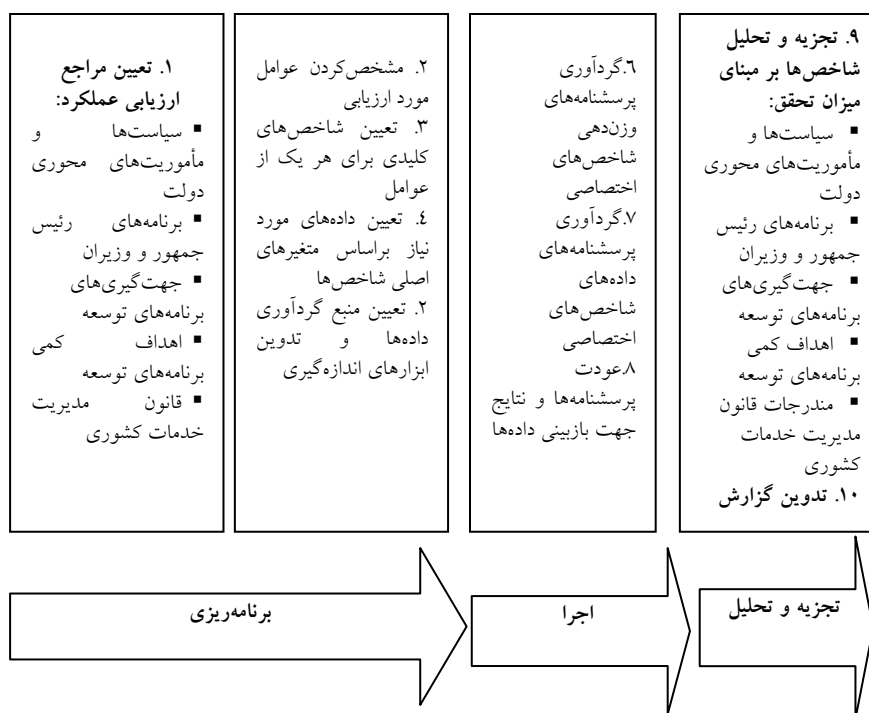 ۱. تعیین مراجع
ارزیابی عملکرد:
▪ سیاست‌ها و
مأموریت‌های محوری
دولت
▪ برنامه‌های رئیس
جمهور و وزیران
▪ جهت‌گیری‌های
برنامه‌های توسعه
▪ اهداف کمی
برنامه‌های توسعه
▪ قانون مدیریت
خدمات کشوری
۲. مشخص‌کردن عوامل
مورد ارزیابی
۳. تعیین شاخص‌های
کلیدی برای هر یک از
عوامل
٤. تعیین داده‌های مورد
نیاز براساس متغیرهای
اصلی شاخص‌ها
۲. تعیین منبع گردآوری
داده‌ها و تدوین
ابزارهای اندازه‌گیری
٦.گردآوری
پرسشنامه‌های
وزن‌دهی
شاخص‌های
اختصاصی
۷.گردآوری
پرسشنامه‌های
داده‌های
شاخص‌های
اختصاصی
۸.عودت
پرسشنامه‌ها و نتایج
جهت بازبینی داده‌ها
۹. تجزیه و تحلیل
شاخص‌ها بر مبنای
میزان تحقق:
▪ سیاست‌ها و
مأموریت‌های محوری
دولت
▪ برنامه‌های رئیس
جمهور و وزیران
▪ جهت‌گیری‌های
برنامه‌های توسعه
▪ اهداف کمی
برنامه‌های توسعه
▪ مندرجات قانون
مدیریت خدمات
کشوری
۱۰. تدوین گزارش
برنامه‌ریزی
اجرا
تجزیه و تحلیل